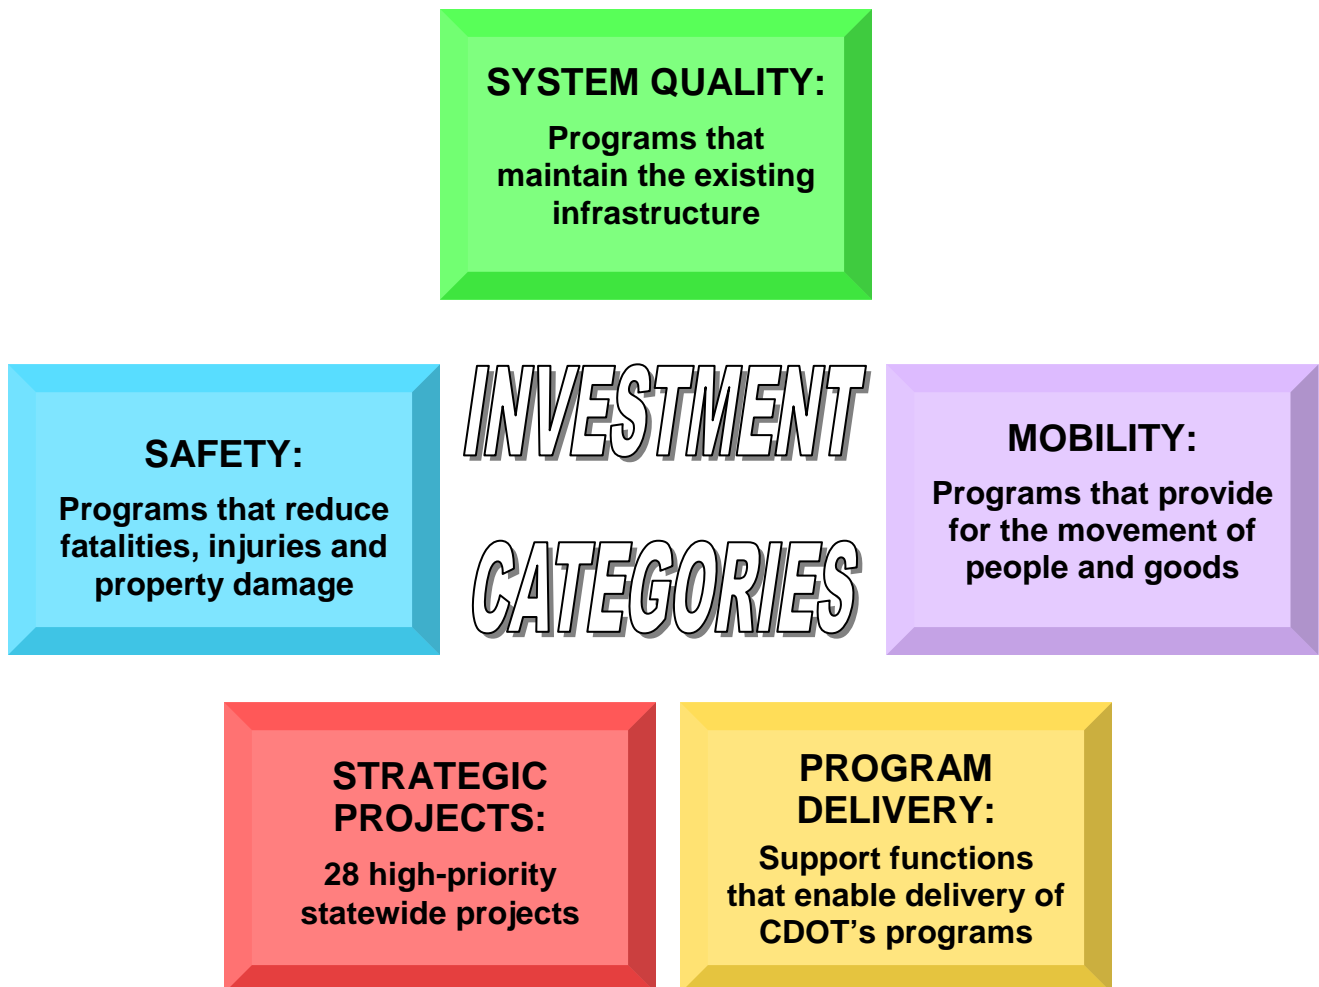 SYSTEM QUALITY:
Programs that
maintain the existing
infrastructure
INVESTMENT
CATEGORIES
SAFETY:
Programs that reduce
fatalities, injuries and
property damage
MOBILITY:
Programs that provide
for the movement of
people and goods
STRATEGIC
PROJECTS:
28 high-priority
statewide projects
PROGRAM
DELIVERY:
Support functions
that enable delivery of
CDOT’s programs